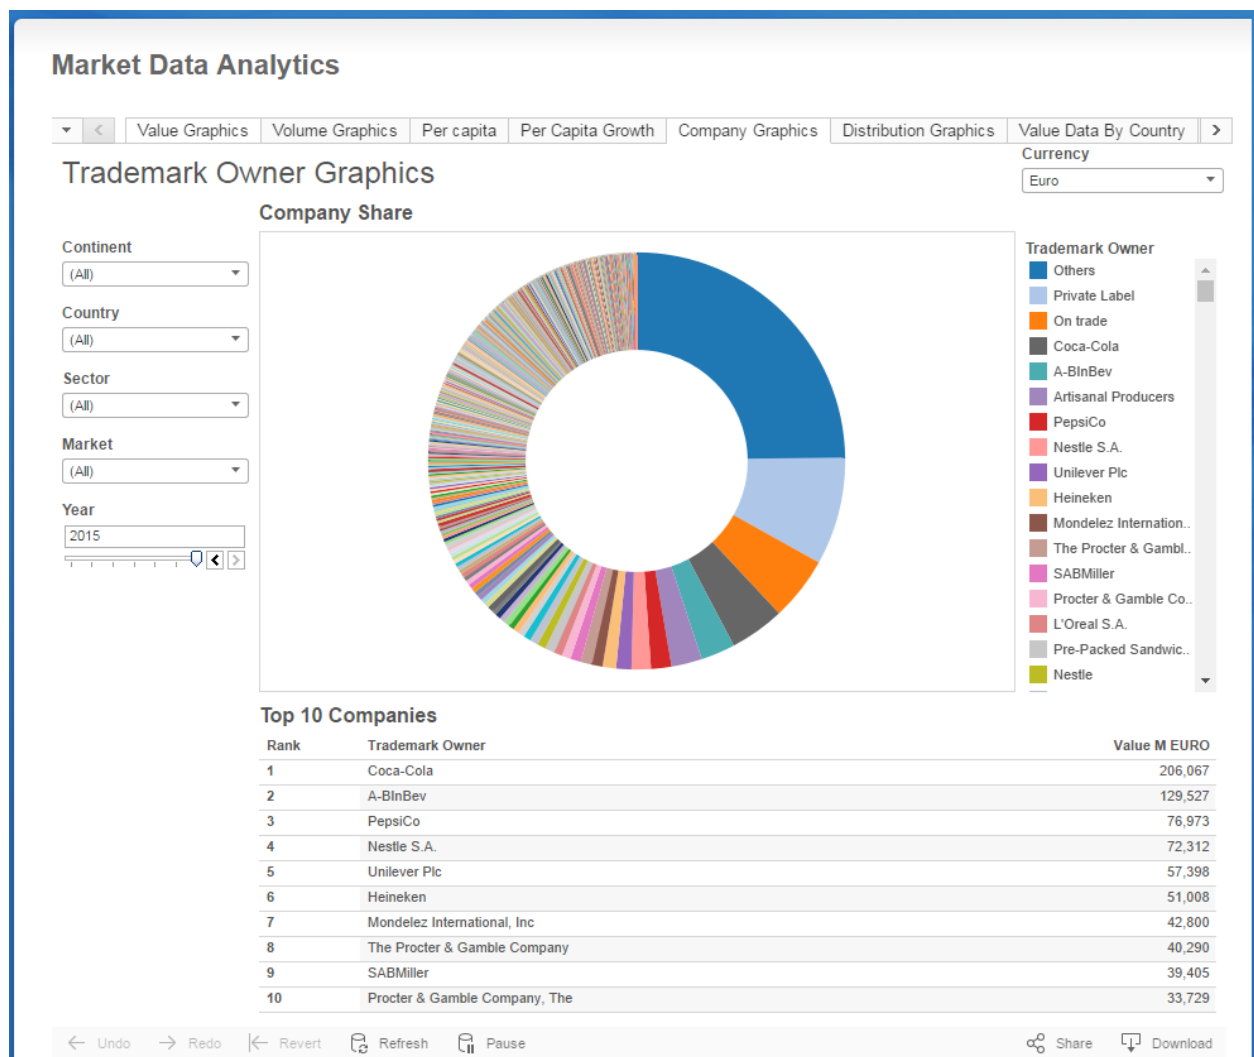 Market Data Analytics
Value Graphics Volume Graphics Per capita Per Capita Growth Company Graphics Distribution Graphics Value Data By Country
Trademark Owner Graphics
Currency
Euro
Company Share
Continent
(All)
Country
(All)
Sector
(All)
Market
(All)
Year
2015
Trademark Owner
Others
Private Label
On trade
Coca-Cola
A-BInBev
Artisanal Producers
PepsiCo
Nestle S.A.
Unilever Plc
Heineken
Mondelez Internation..
The Procter & Gambl..
SABMiller
Procter & Gamble Co..
L'Oreal S.A.
Pre-Packed Sandwic..
Nestle
Top 10 Companies
Rank Trademark Owner Value M EURO
1 Coca-Cola 206,067
2 A-BInBev 129,527
3 PepsiCo 76,973
4 Nestle S.A. 72,312
5 Unilever Plc 57,398
6 Heineken 51,008
7 Mondelez International, Inc 42,800
8 The Procter & Gamble Company 40,290
9 SABMiller 39,405
10 Procter & Gamble Company, The 33,729
Undo Redo Revert Refresh Pause Share Download